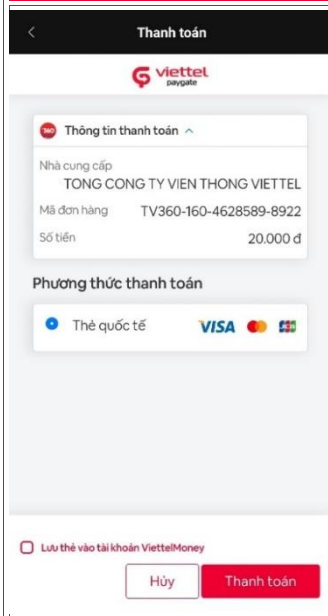 Thanh toán
viettel
paygate
360 Thông tin thanh toán
Nhà cung cấp
TONG CONG TY VIEN THONG VIETTEL
Mã đơn hàng TV360-160-4628589-8922
Số tiền 20.000 đ
Phương thức thanh toán
Thẻ quốc tế VISA JCB
Lưu thẻ vào tài khoản ViettelMoney
Hủy Thanh toán